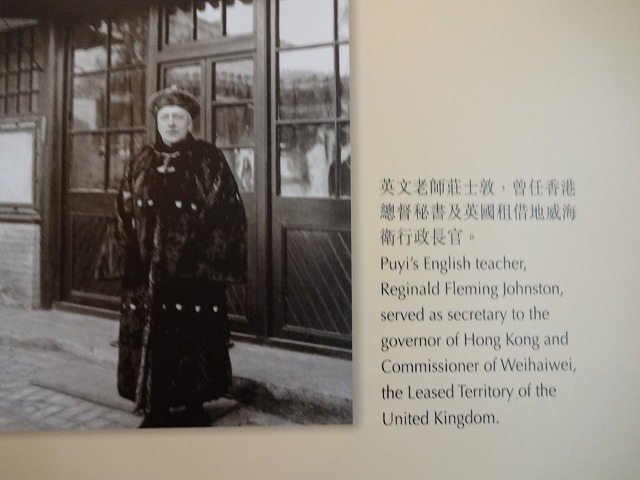 英文老師莊士敦，曾任香港
總督秘書及英國租借地威海
衛行政長官。
Puyi's English teacher,
Reginald Fleming Johnston,
served as secretary to the
governor of Hong Kong and
Commissioner of Weihaiwei,
the Leased Territory of the
United Kingdom.